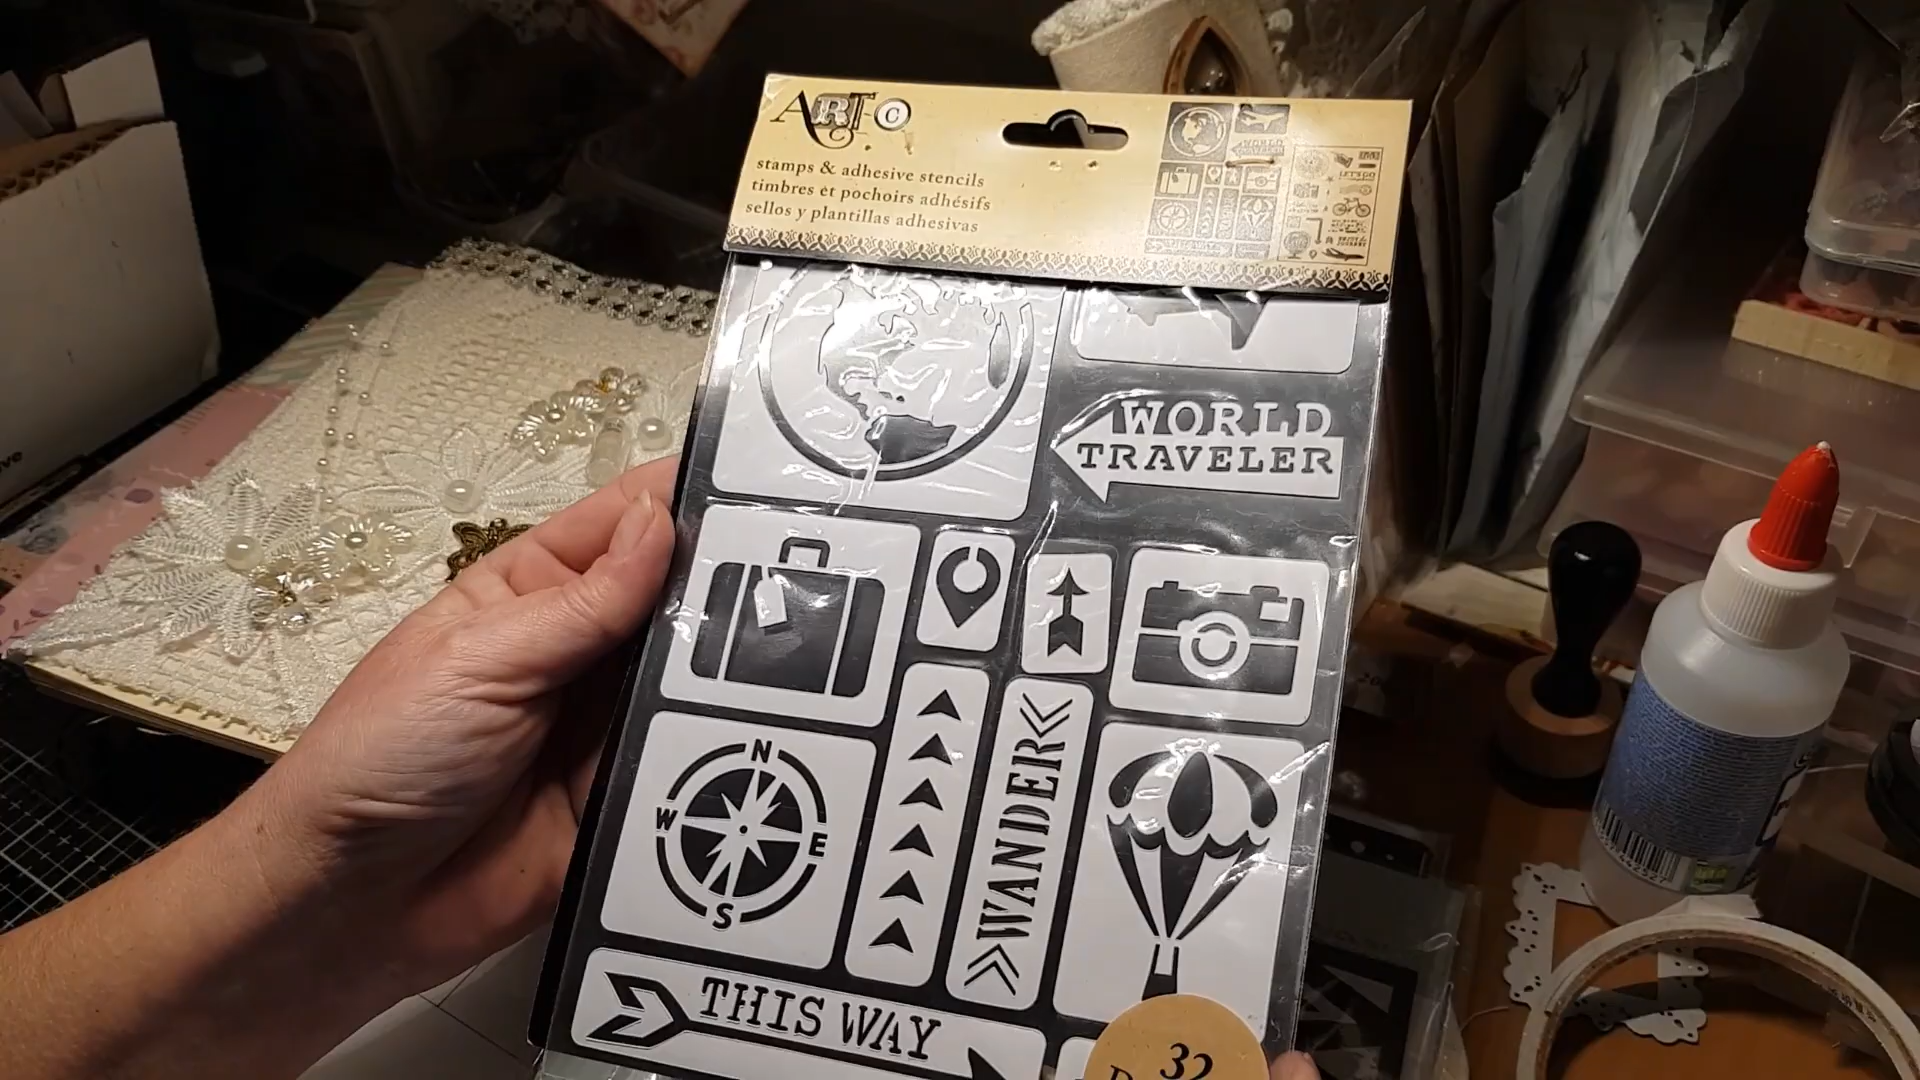 ART C
stamps & adhesive stencils
timbres et pochoirs adhésifs
sellos y plantillas adhesivas
WORLD
TRAVELER
N
W
E
S
WANDER
THIS WAY
32